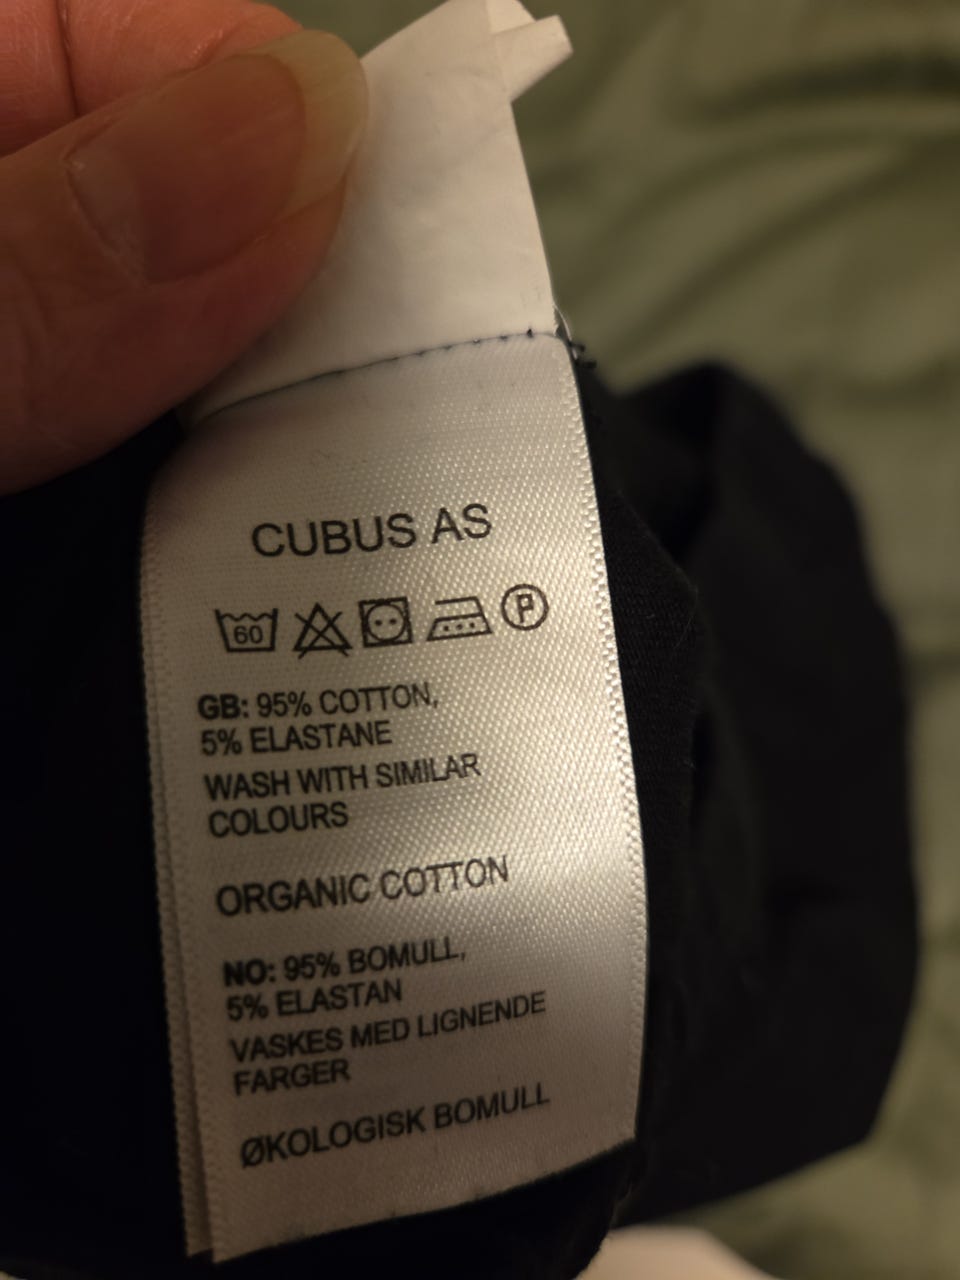 CUBUS AS
60 P
GB: 95% COTTON,
5% ELASTANE
WASH WITH SIMILAR
COLOURS
ORGANIC COTTON
NO: 95% BOMULL,
5% ELASTAN
VASKES MED LIGNENDE
FARGER
ØKOLOGISK BOMULL